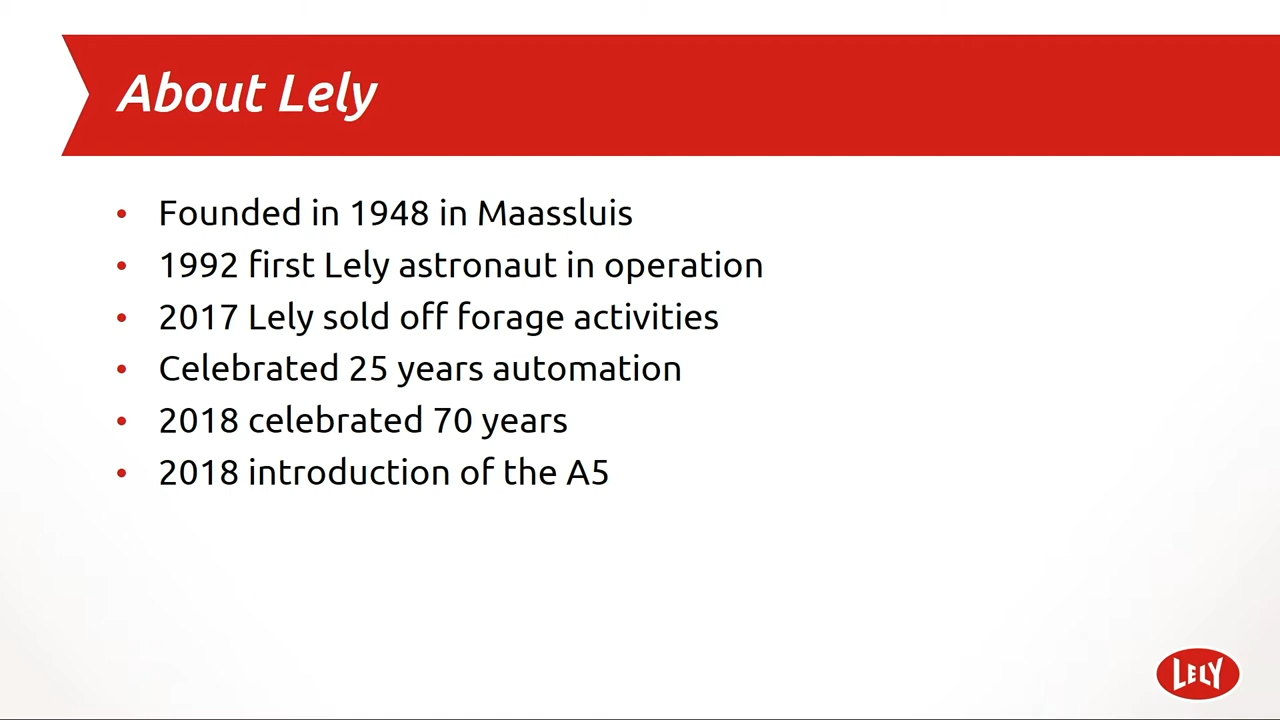 About Lely
• Founded in 1948 in Maassluis
• 1992 first Lely astronaut in operation
• 2017 Lely sold off forage activities
• Celebrated 25 years automation
• 2018 celebrated 70 years
• 2018 introduction of the A5
LELY